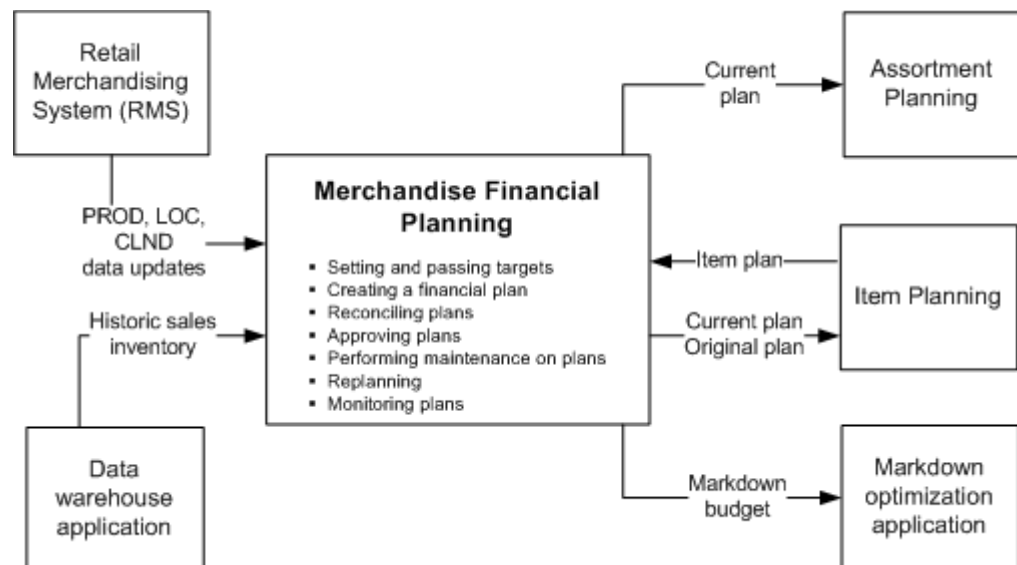 Retail
Merchandising
System (RMS)
PROD, LOC,
CLND
data updates
Historic sales
inventory
Data
warehouse
application
Merchandise Financial
Planning
▪ Setting and passing targets
▪ Creating a financial plan
▪ Reconciling plans
▪ Approving plans
▪ Performing maintenance on plans
▪ Replanning
▪ Monitoring plans
Current
plan
Assortment
Planning
Item plan
Current plan
Original plan
Item Planning
Markdown
budget
Markdown
optimization
application